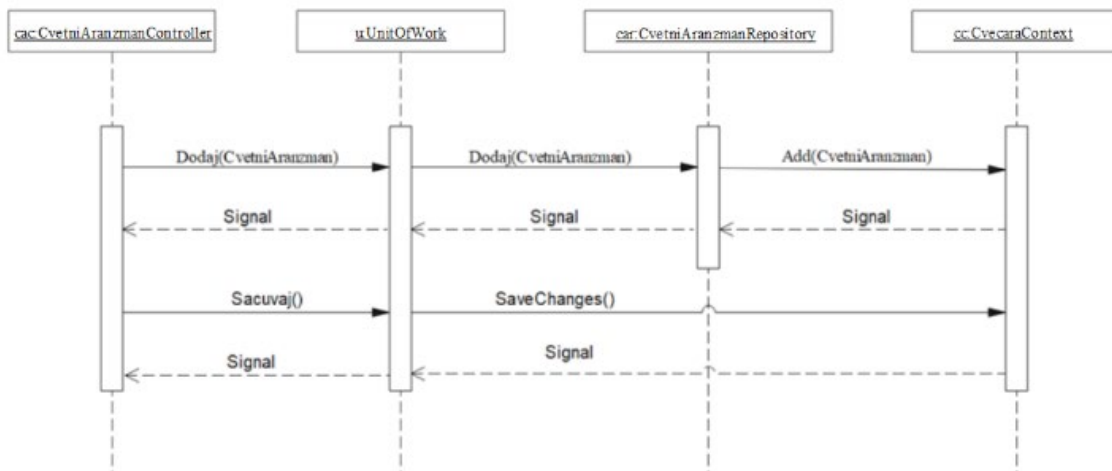 cac:CvetniAranzmanController
u:UnitOfWork
car:CvetniAranzmanRepository
cc:CvecaraContext
Dodaj(CvetniAranzman)
Dodaj(CvetniAranzman)
Add(CvetniAranzman)
Signal
Signal
Signal
Sacuvaj()
SaveChanges()
Signal
Signal